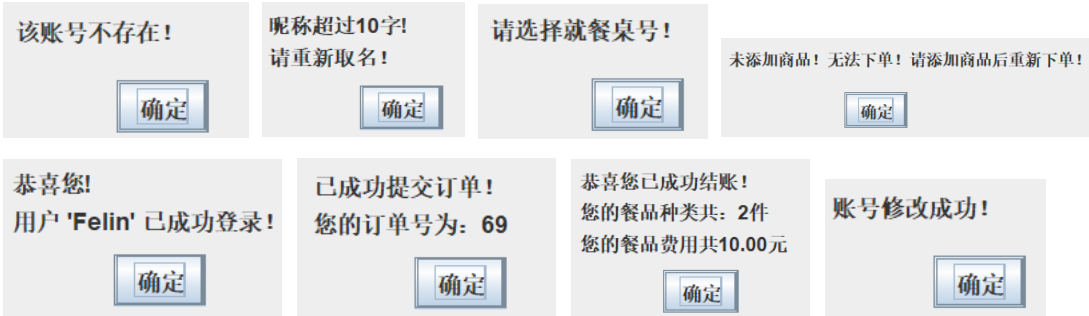 该账号不存在！
确定
昵称超过10字!
请重新取名！
确定
请选择就餐桌号！
确定
未添加商品！无法下单！请添加商品后重新下单！
确定
恭喜您!
用户 'Felin' 已成功登录！
确定
已成功提交订单！
您的订单号为：69
确定
恭喜您已成功结账！
您的餐品种类共：2件
您的餐品费用共10.00元
确定
账号修改成功！
确定